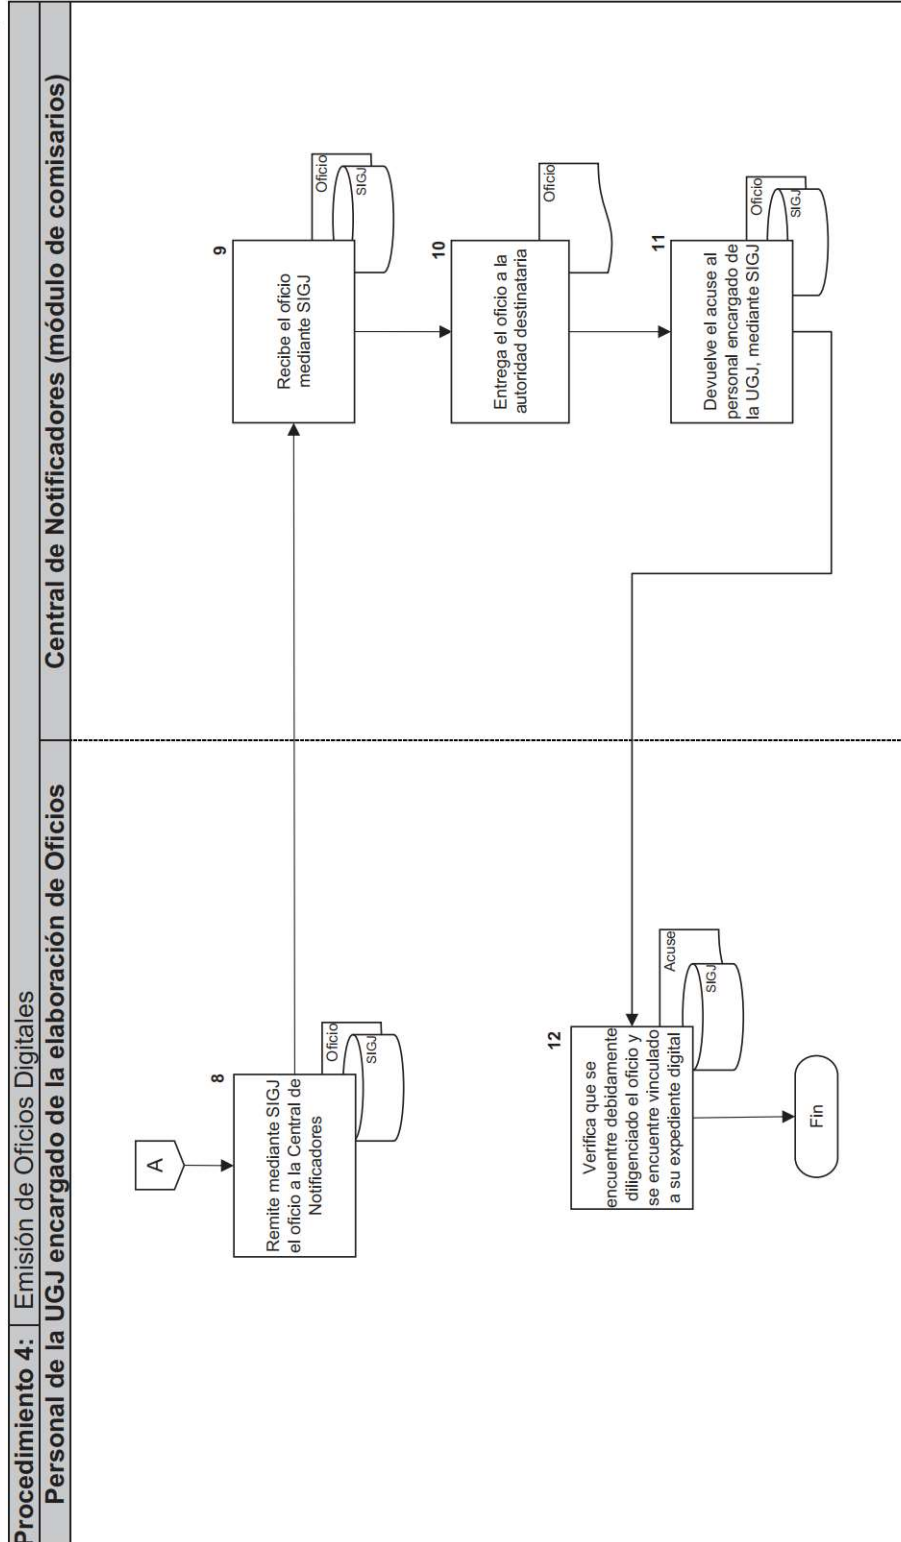 Procedimiento 4: Emisión de Oficios Digitales
Personal de la UGJ encargado de la elaboración de Oficios
Central de Notificadores (módulo de comisarios)
A
8
Remite mediante SIGJ
el oficio a la Central de
Notificadores
Oficio
SIGJ
9
Recibe el oficio
mediante SIGJ
Oficio
SIGJ
10
Entrega el oficio a la
autoridad destinataria
Oficio
11
Devuelve el acuse al
personal encargado de
la UGJ, mediante SIGJ
Oficio
SIGJ
12
Verifica que se
encuentre debidamente
diligenciado el oficio y
se encuentre vinculado
a su expediente digital
Acuse
SIGJ
Fin